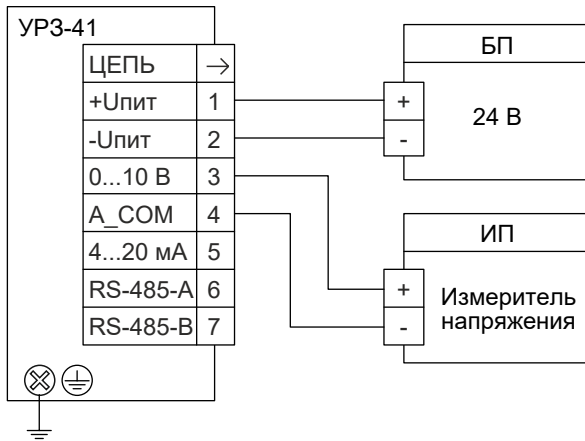 УРЗ-41
ЦЕПЬ →
+Uпит 1
-Uпит 2
0...10 В 3
A_COM 4
4...20 мА 5
RS-485-A 6
RS-485-B 7
БП
+
-
24 В
ИП
+
-
Измеритель
напряжения